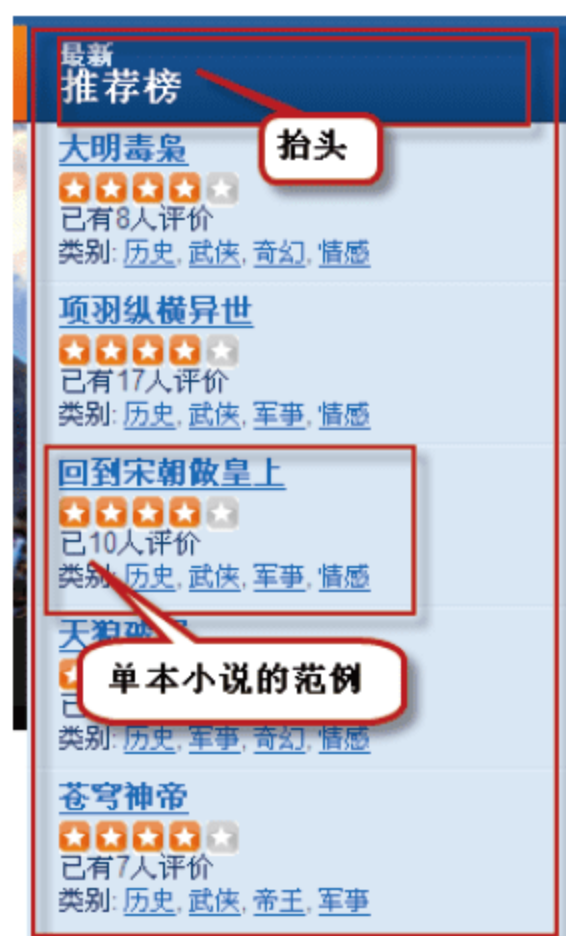 最新
推荐榜
抬头
大明毒枭
已有8人评价
类别: 历史, 武侠, 奇幻, 情感
项羽纵横异世
已有17人评价
类别: 历史, 武侠, 军事, 情感
回到宋朝做皇上
已10人评价
类别: 历史, 武侠, 军事, 情感
天狼
单本小说的范例
已
类别: 历史, 军事, 奇幻, 情感
苍穹神帝
已有7人评价
类别: 历史, 武侠, 帝王, 军事